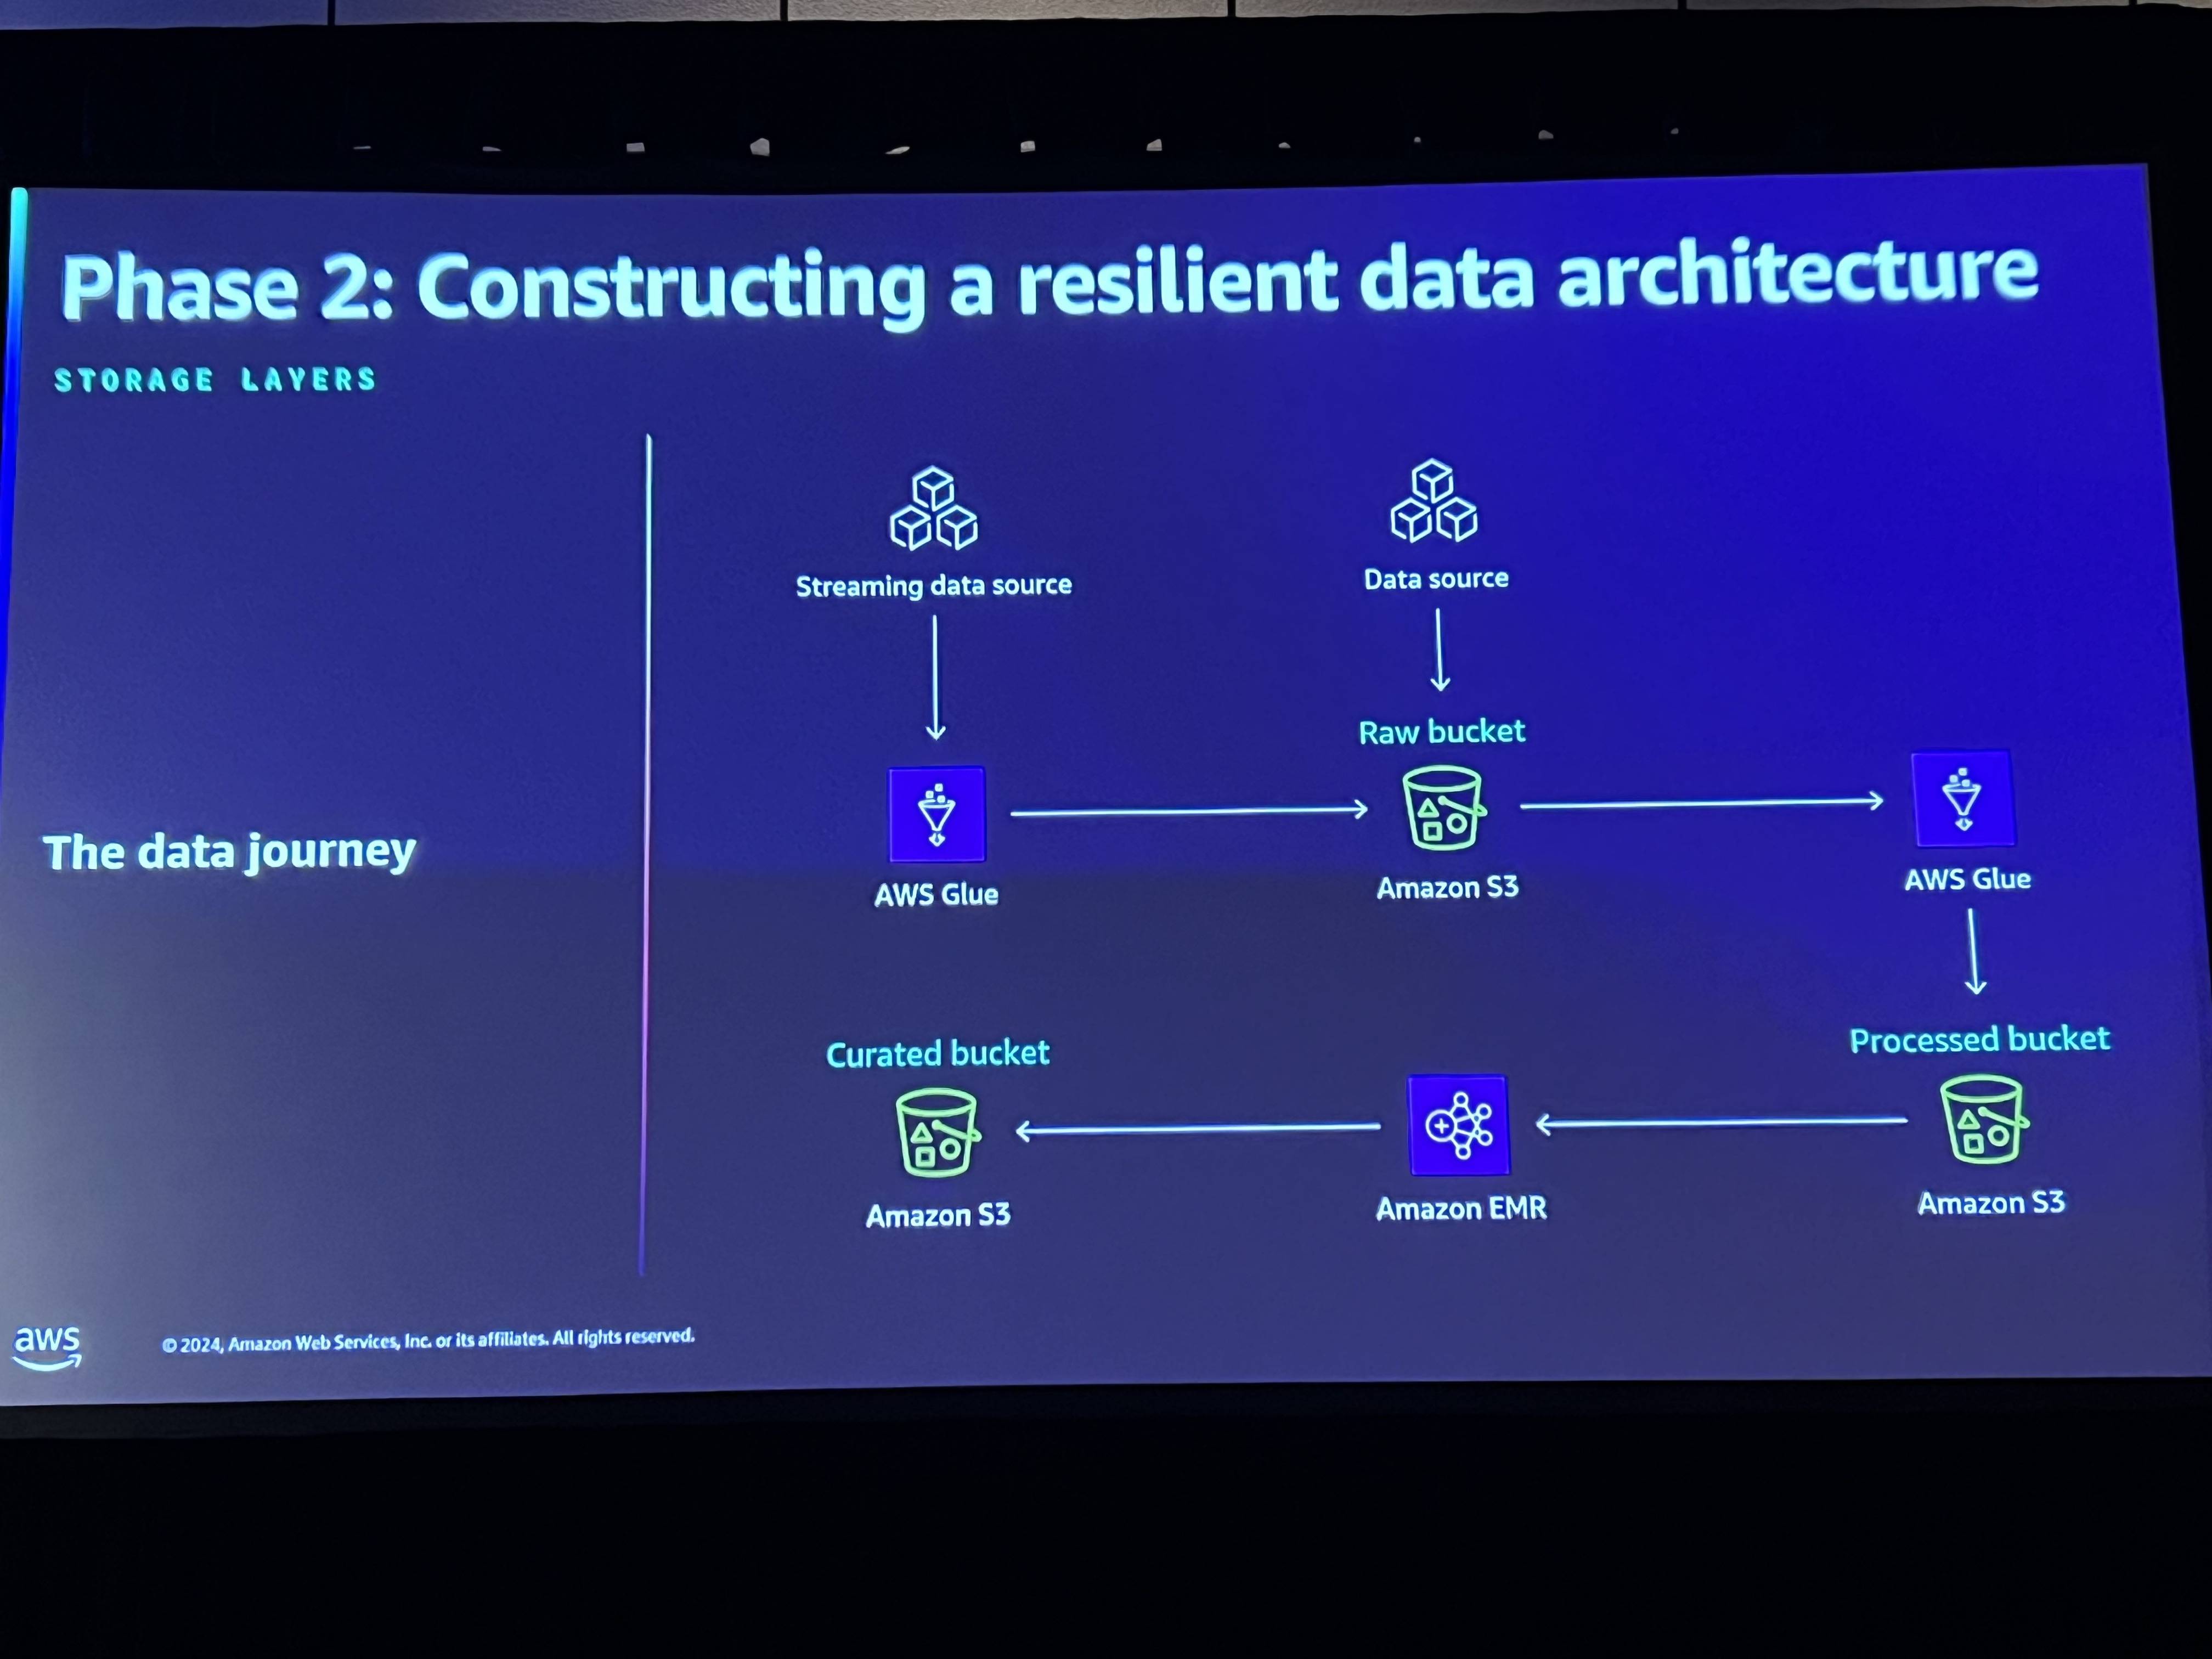 Phase 2: Constructing a resilient data architecture
STORAGE LAYERS
The data journey
Streaming data source
Data source
Raw bucket
AWS Glue
Amazon S3
AWS Glue
Curated bucket
Processed bucket
Amazon S3
Amazon EMR
Amazon S3
aws
© 2024, Amazon Web Services, Inc. or its affiliates. All rights reserved.